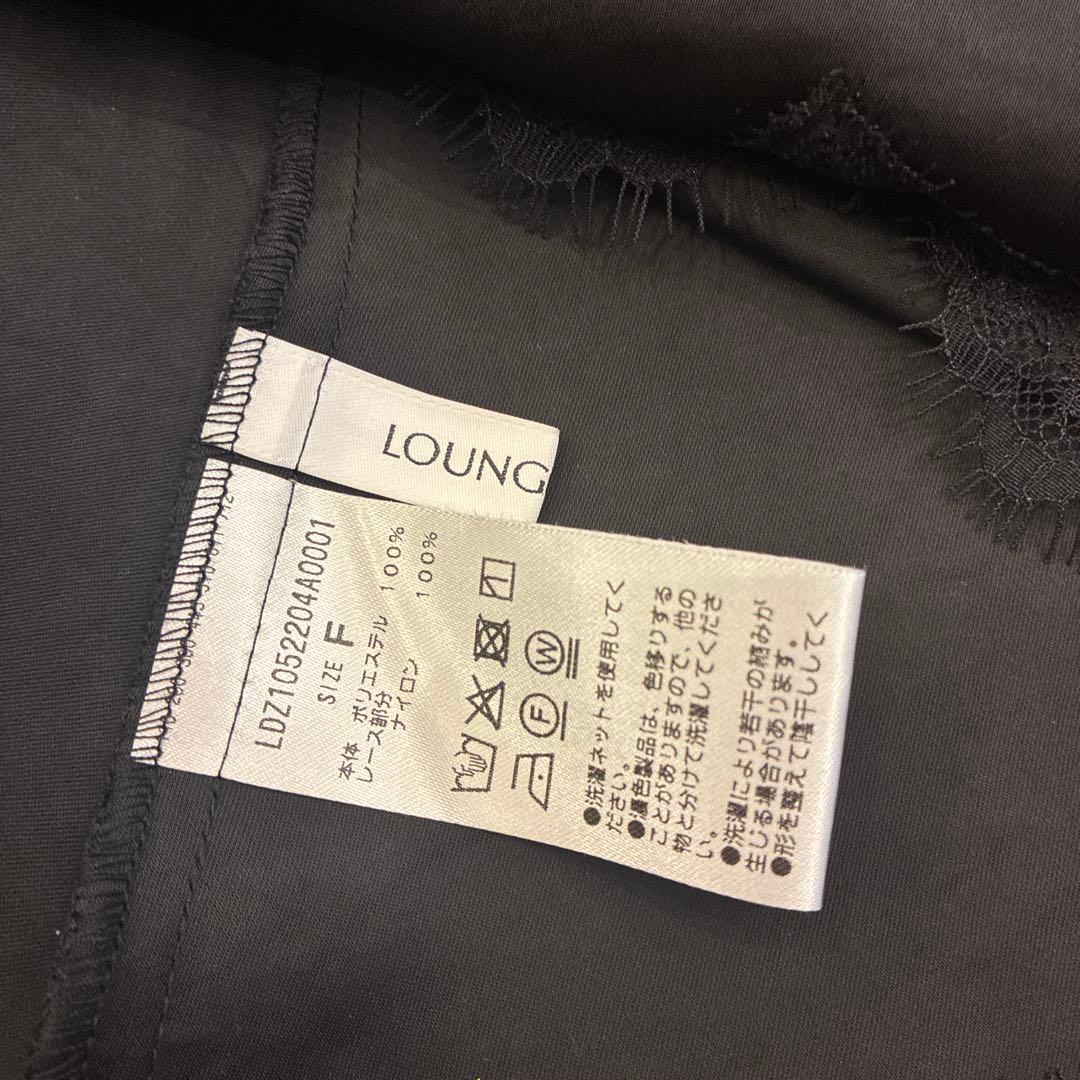 LOUNG
LDZ1052204A0001
SIZE F
本体 ポリエステル 100%
レース部分
ナイロン 100%
F W
●洗濯ネットを使用してく
ださい。
●濃色製品は、色移りする
ことがありますので、他の
物と分けて洗濯してくださ
い。
●洗濯により若干の縮みが
生じる場合があります。
●形を整えて陰干ししてく